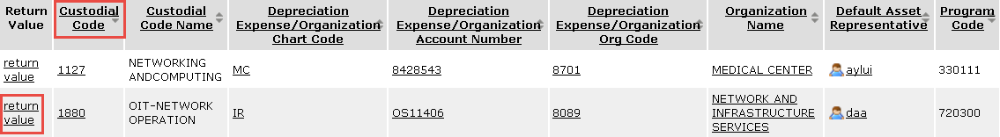 Return Value
Custodial Code
Custodial Code Name
Depreciation Expense/Organization Chart Code
Depreciation Expense/Organization Account Number
Depreciation Expense/Organization Org Code
Organization Name
Default Asset Representative
Program Code
return value
1127
NETWORKING ANDCOMPUTING
MC
8428543
8701
MEDICAL CENTER
aylui
330111
return value
1880
OIT-NETWORK OPERATION
IR
OS11406
8089
NETWORK AND INFRASTRUCTURE SERVICES
daa
720300